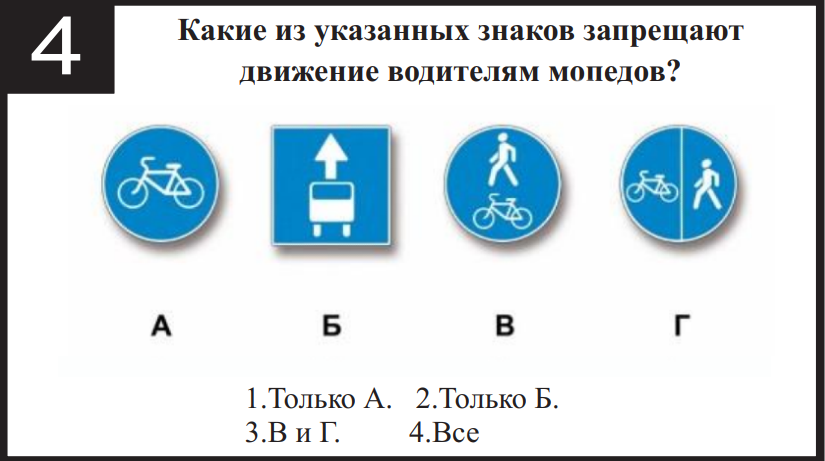 4
Какие из указанных знаков запрещают
движение водителям мопедов?
А Б В Г
1.Только А. 2.Только Б.
3.В и Г. 4.Все